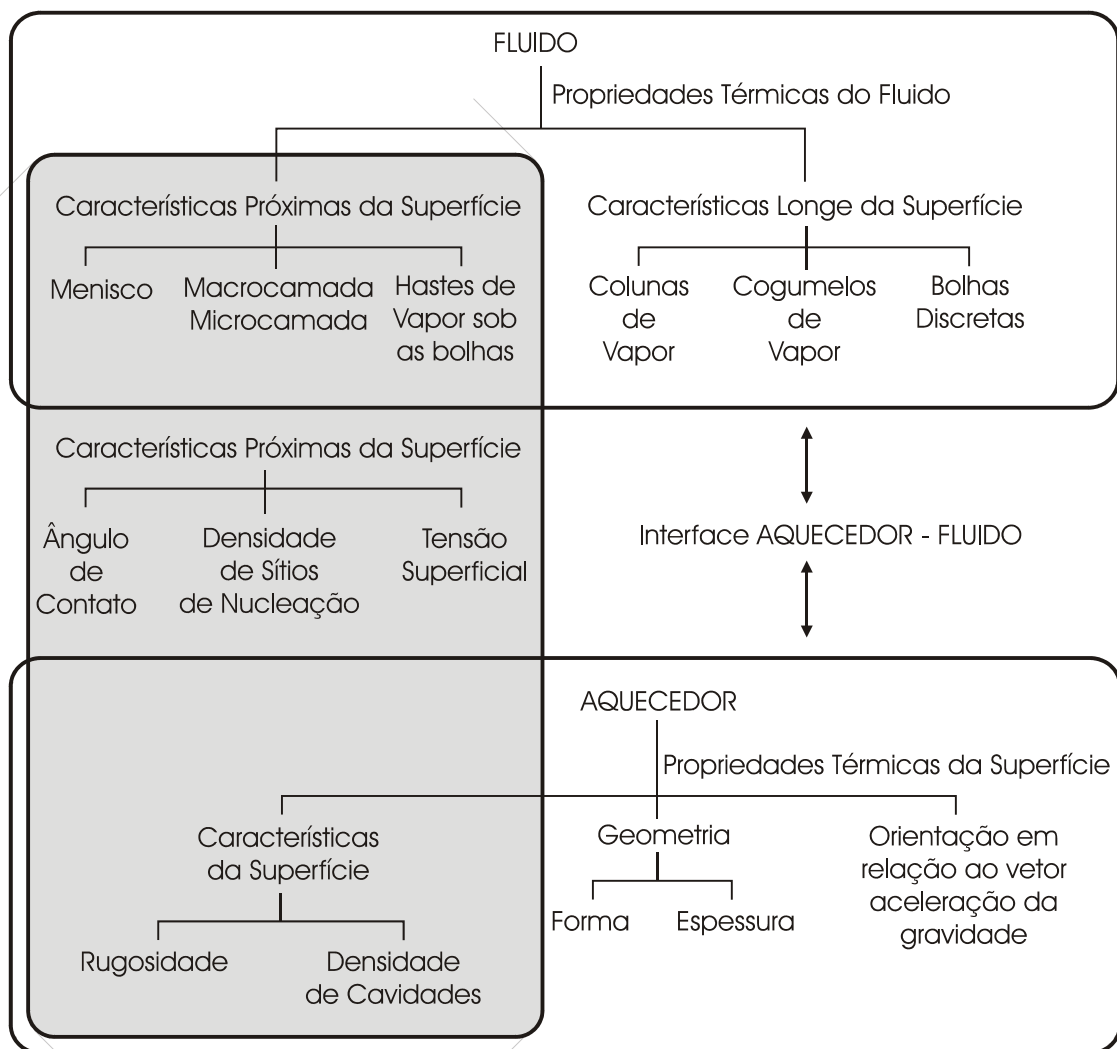 FLUIDO
Propriedades Térmicas do Fluido
Características Próximas da Superfície
Menisco
Macrocamada
Microcamada
Hastes de
Vapor sob
as bolhas
Características Longe da Superfície
Colunas
de
Vapor
Cogumelos
de
Vapor
Bolhas
Discretas
Características Próximas da Superfície
Ângulo
de
Contato
Densidade
de Sítios
de Nucleação
Tensão
Superficial
Interface AQUECEDOR - FLUIDO
AQUECEDOR
Propriedades Térmicas da Superfície
Características
da Superfície
Rugosidade
Densidade
de Cavidades
Geometria
Forma
Espessura
Orientação em
relação ao vetor
aceleração da
gravidade